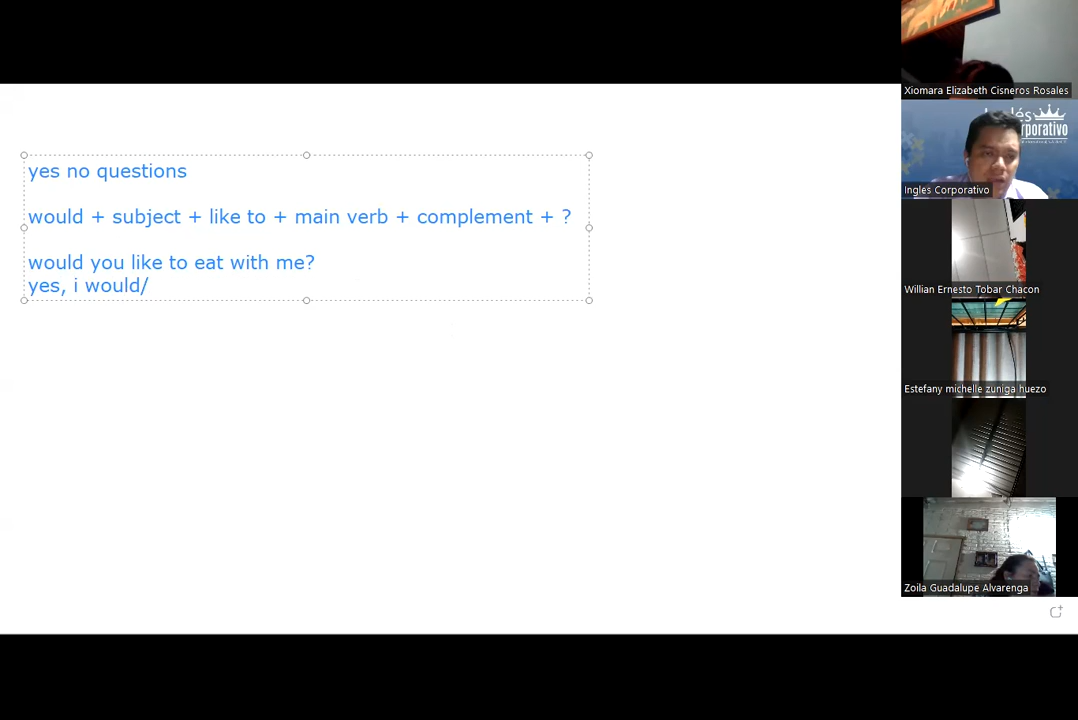 yes no questions
would + subject + like to + main verb + complement + ?
would you like to eat with me?
yes, i would/
Xiomara Elizabeth Cisneros Rosales
Ingles Corporativo
Willian Ernesto Tobar Chacon
Estefany michelle zuniga huezo
Zoila Guadalupe Alvarenga